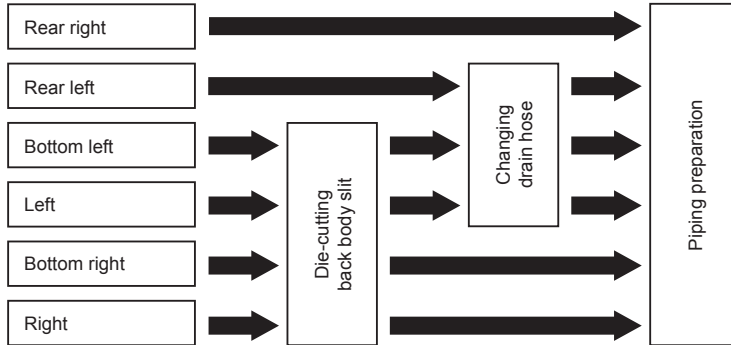 Rear right
Rear left
Bottom left
Left
Bottom right
Right
Die-cutting
back body slit
Changing
drain hose
Piping preparation